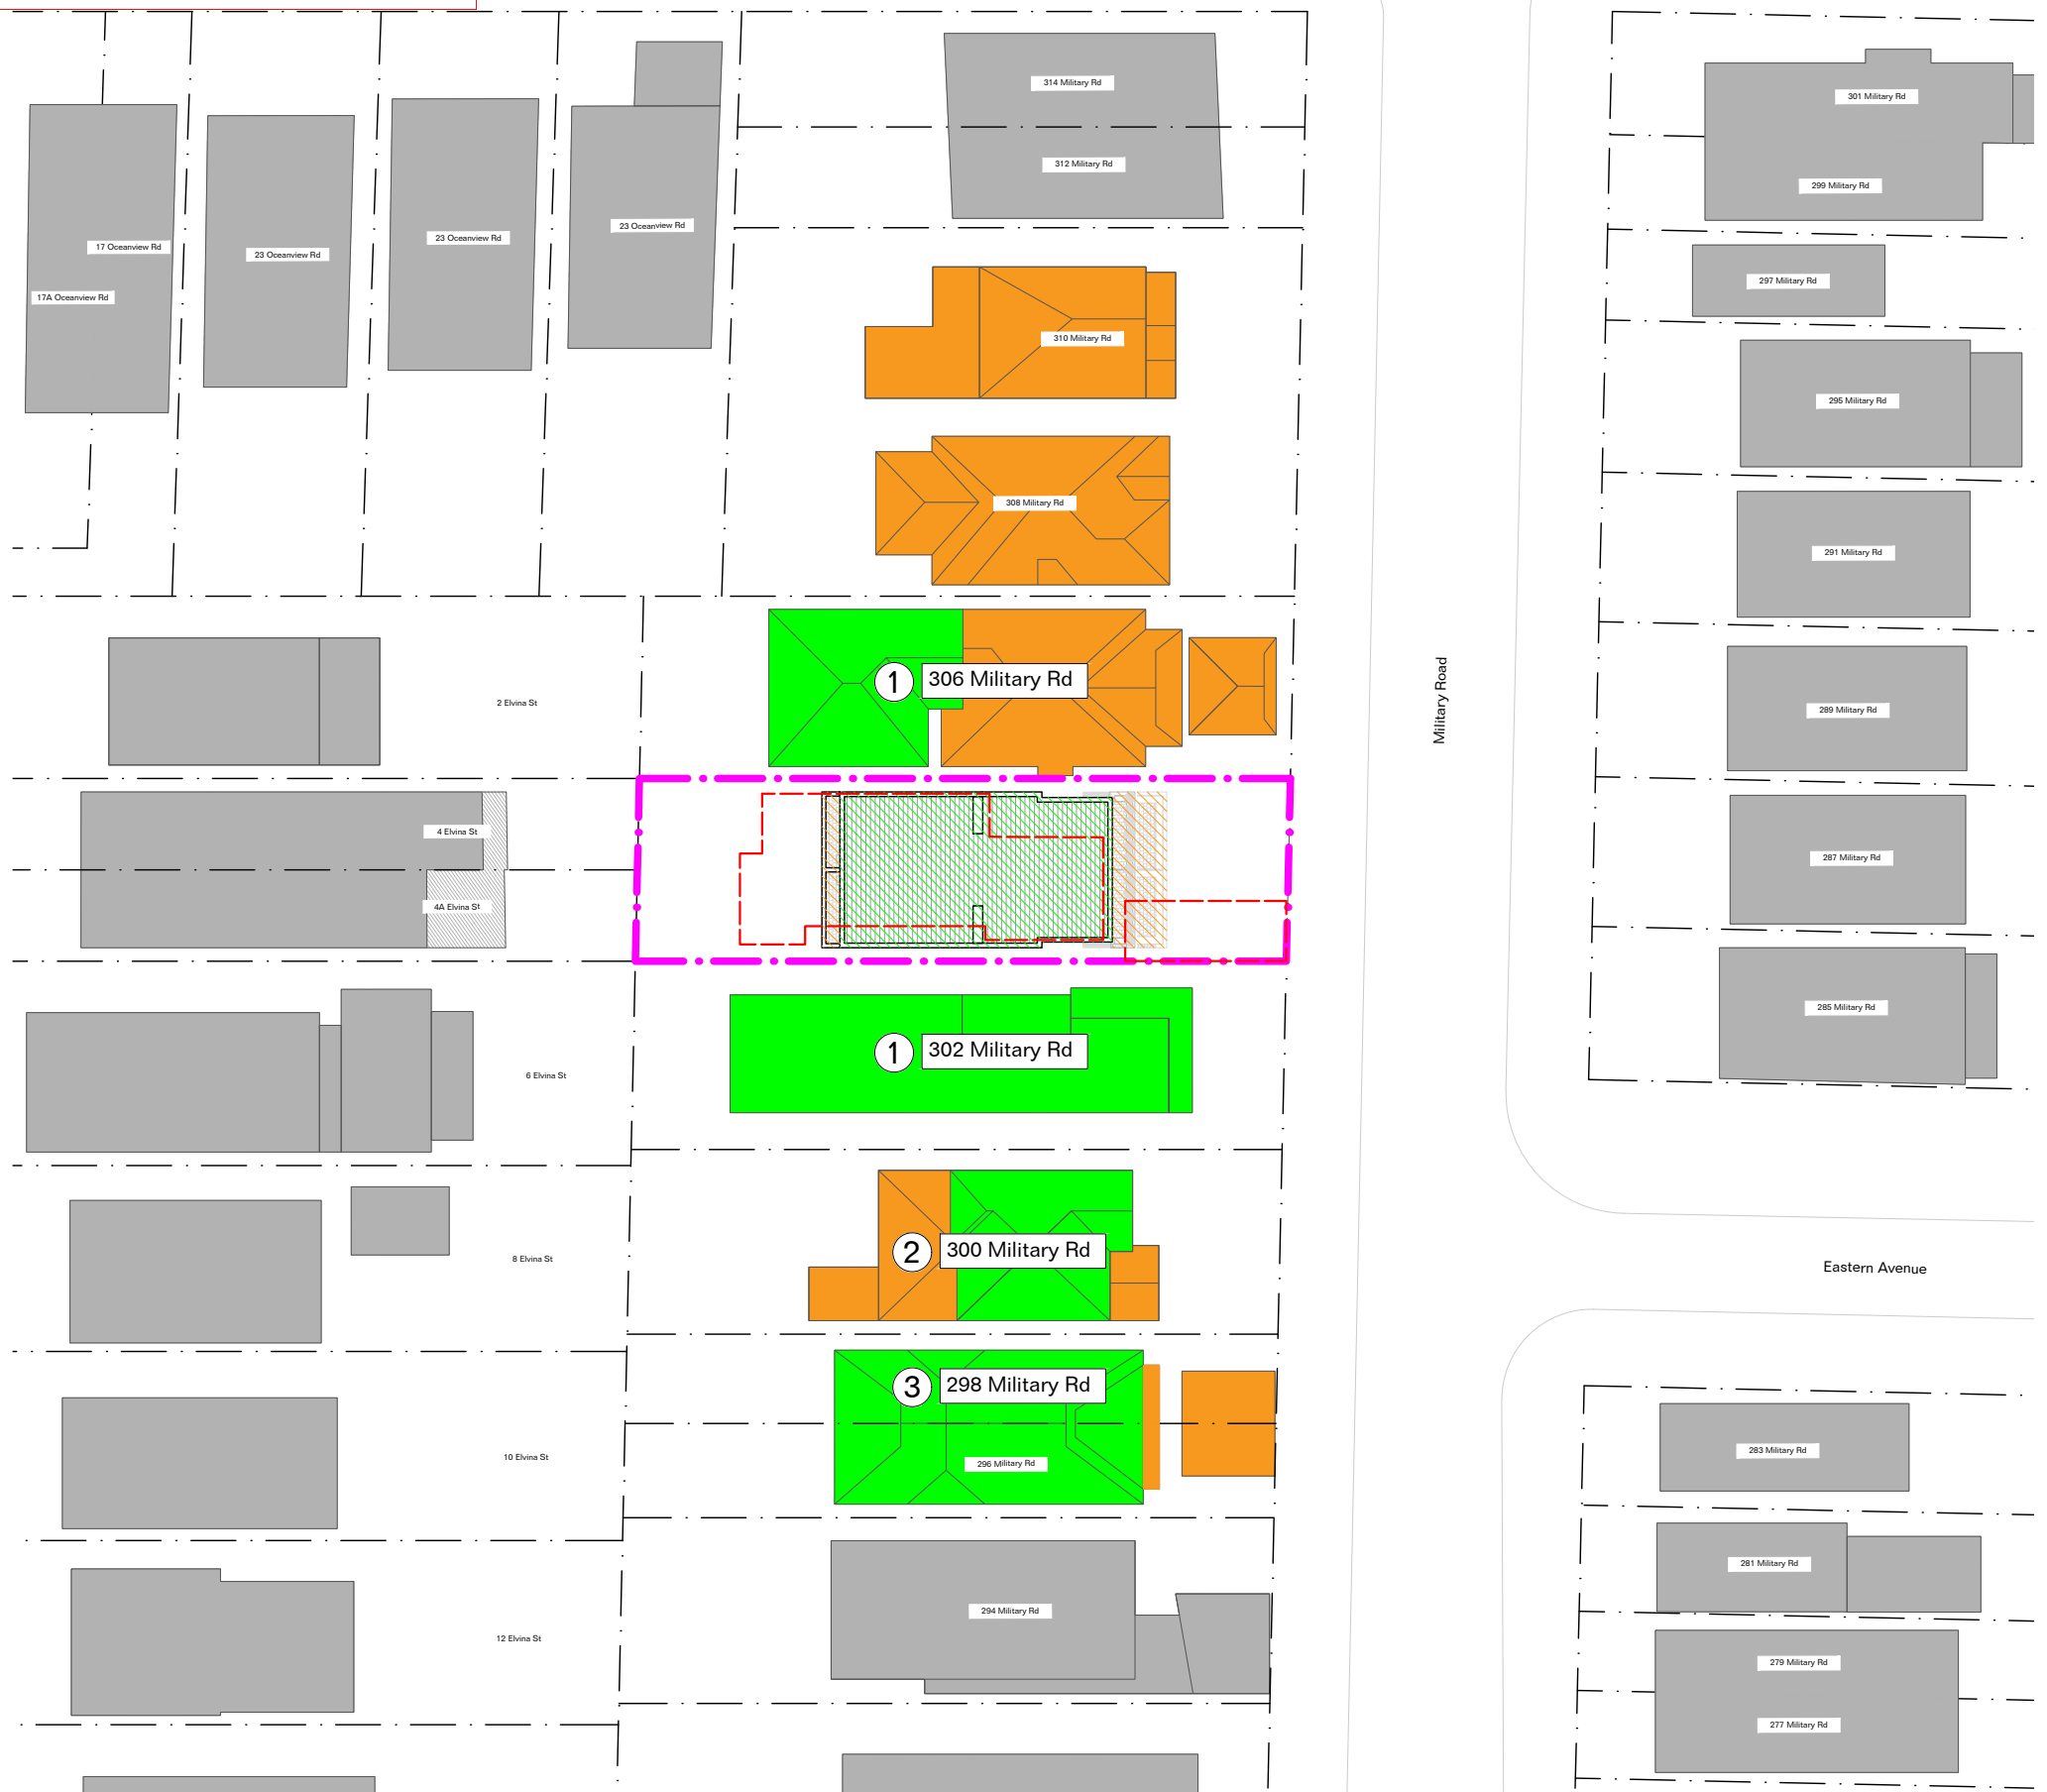 314 Military Rd
312 Military Rd
301 Military Rd
299 Military Rd
17 Oceanview Rd
17A Oceanview Rd
23 Oceanview Rd
23 Oceanview Rd
23 Oceanview Rd
297 Military Rd
310 Military Rd
295 Military Rd
308 Military Rd
291 Military Rd
2 Elvina St
1 306 Military Rd
Military Road
289 Military Rd
4 Elvina St
4A Elvina St
287 Military Rd
285 Military Rd
6 Elvina St
1 302 Military Rd
8 Elvina St
2 300 Military Rd
Eastern Avenue
3 298 Military Rd
296 Military Rd
10 Elvina St
283 Military Rd
281 Military Rd
12 Elvina St
294 Military Rd
279 Military Rd
277 Military Rd